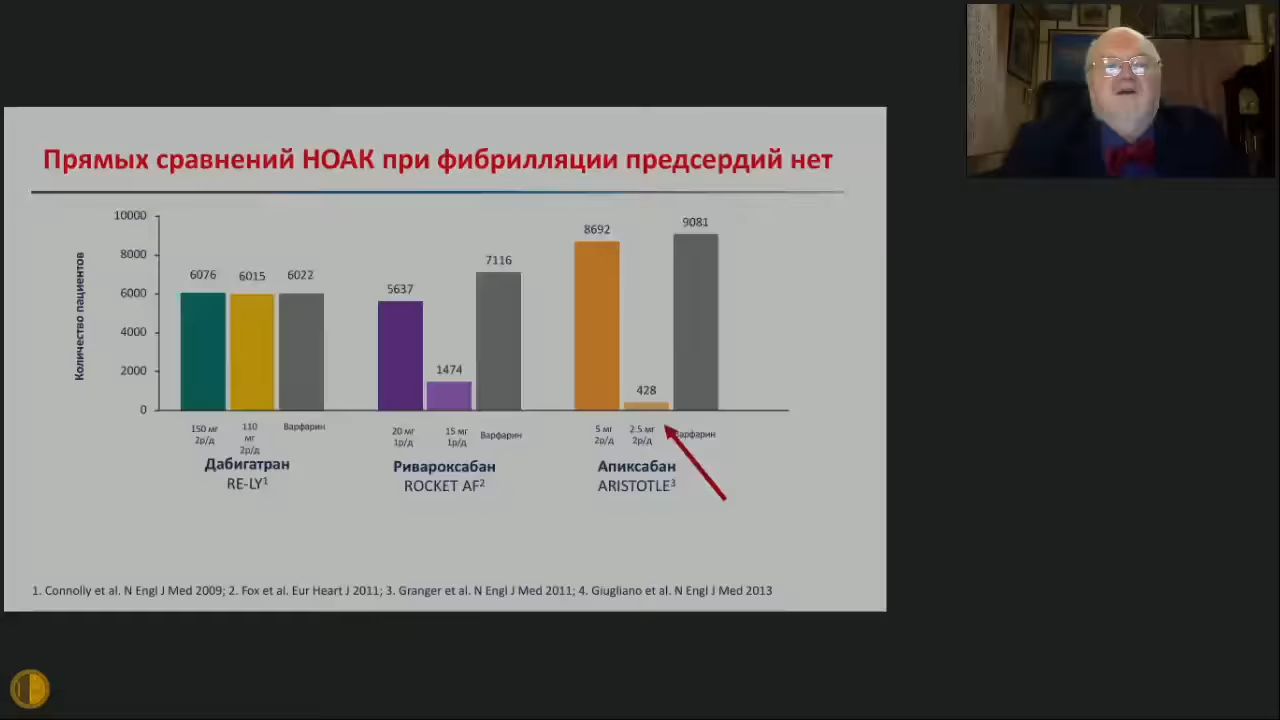 Прямых сравнений НОАК при фибрилляции предсердий нет
Количество пациентов
10000
8000
6000
4000
2000
0
6076
6015
6022
5637
1474
7116
8692
428
9081
150 мг
2р/д
110
мг
2р/д
Варфарин
20 мг
1р/д
15 мг
1р/д
Варфарин
5 мг
2р/д
2.5 мг
2р/д
Варфарин
Дабигатран
RE-LY¹
Ривароксабан
ROCKET AF²
Апиксабан
ARISTOTLE³
1. Connolly et al. N Engl J Med 2009; 2. Fox et al. Eur Heart J 2011; 3. Granger et al. N Engl J Med 2011; 4. Giugliano et al. N Engl J Med 2013